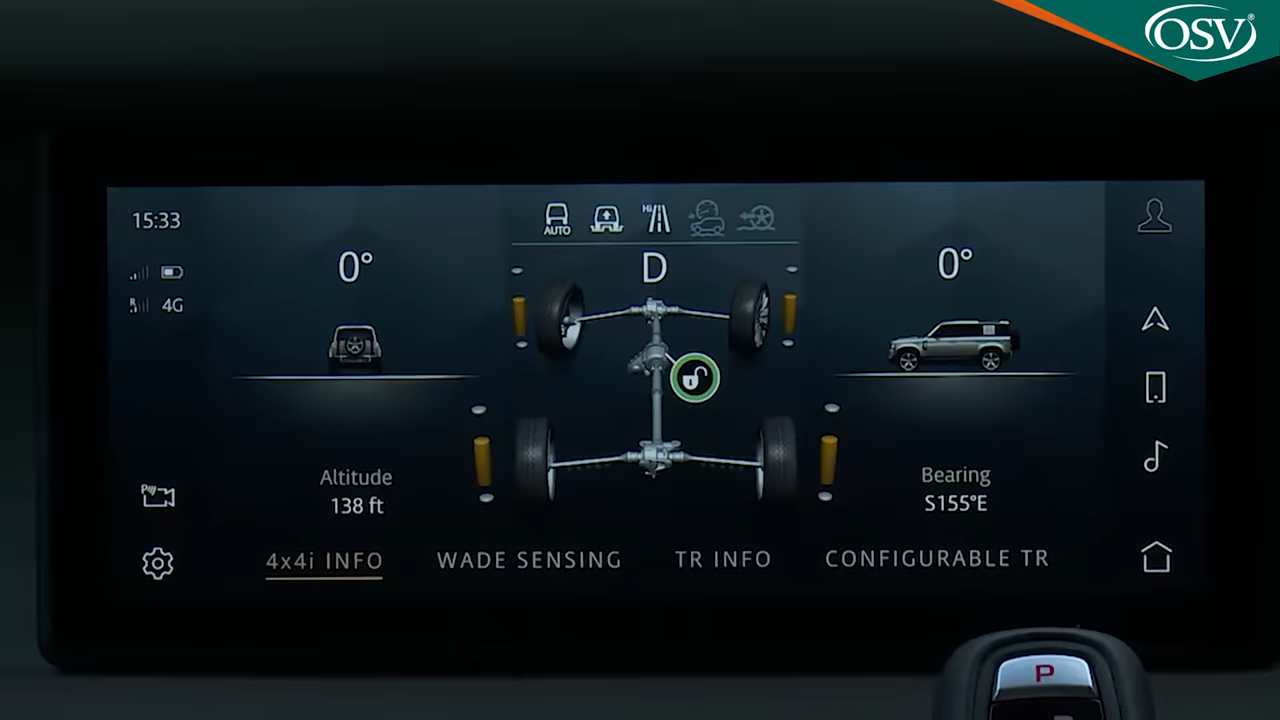 OSV®
15:33
AUTO
Hi
0°
D
0°
4G
Altitude
138 ft
Bearing
S155°E
P
4x4i INFO
WADE SENSING
TR INFO
CONFIGURABLE TR
P